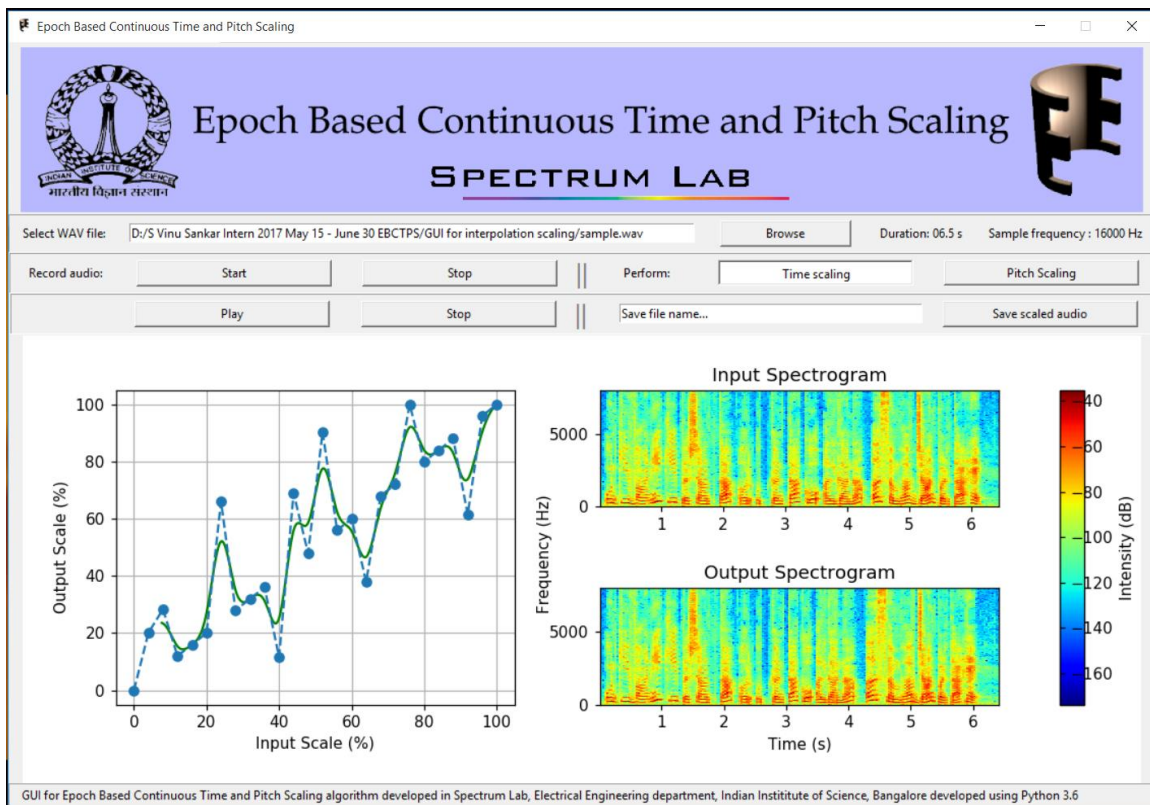 Epoch Based Continuous Time and Pitch Scaling
INDIAN INSTITUTE OF SCIENCE
भारतीय विज्ञान संस्थान
Epoch Based Continuous Time and Pitch Scaling
SPECTRUM LAB
Select WAV file: D:/S Vinu Sankar Intern 2017 May 15 - June 30 EBCTPS/GUI for interpolation scaling/sample.wav Browse Duration: 06.5 s Sample frequency : 16000 Hz
Record audio: Start Stop || Perform: Time scaling Pitch Scaling
Play Stop || Save file name... Save scaled audio
100
80
60
40
20
0
Output Scale (%)
0 20 40 60 80 100
Input Scale (%)
Input Spectrogram
5000
0
1 2 3 4 5 6
Frequency (Hz)
Output Spectrogram
5000
0
1 2 3 4 5 6
Time (s)
−40
−60
−80
−100
−120
−140
−160
Intensity (dB)
GUI for Epoch Based Continuous Time and Pitch Scaling algorithm developed in Spectrum Lab, Electrical Engineering department, Indian Instititute of Science, Bangalore developed using Python 3.6